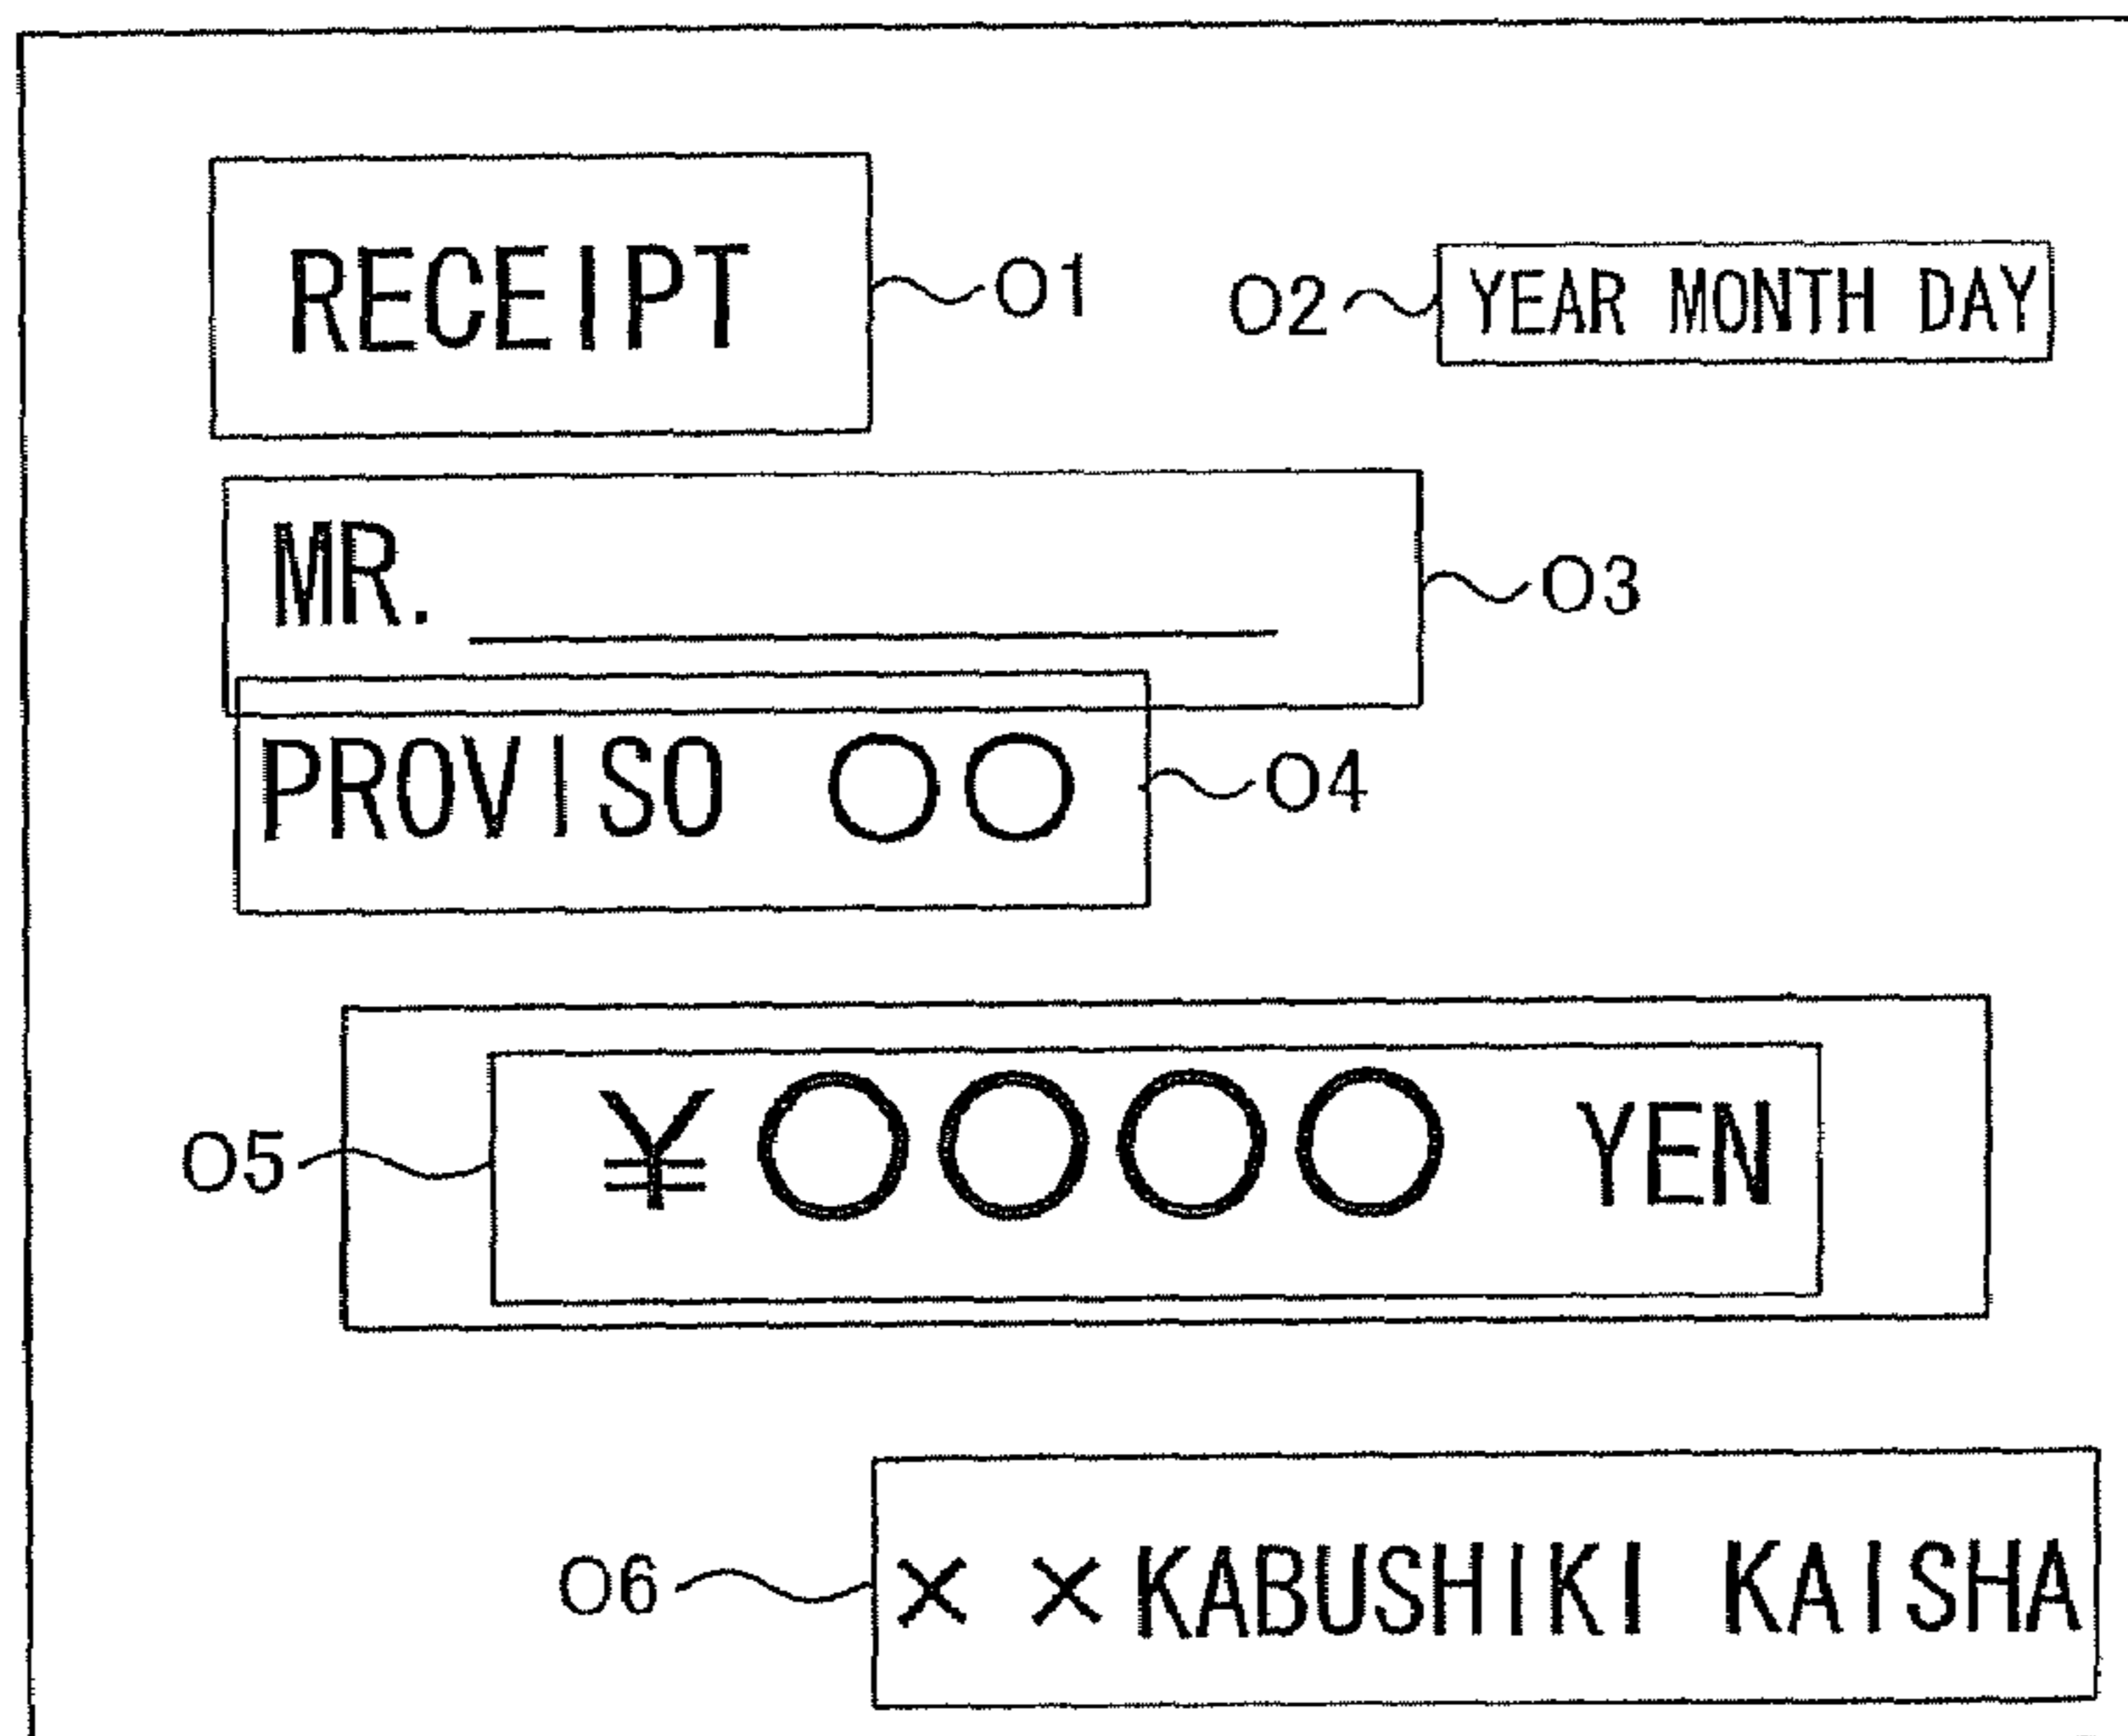 RECEIPT O1 O2 YEAR MONTH DAY
MR. ____________ O3
PROVISO ○○ O4
O5 ¥○○○○ YEN
O6 × ×KABUSHIKI KAISHA